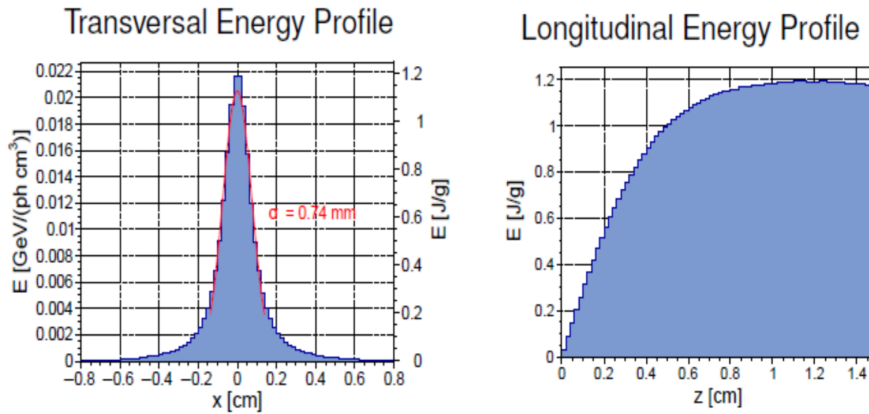 Transversal Energy Profile
E [GeV/(ph cm³)]
0.022
0.02
0.018
0.016
0.014
0.012
0.01
0.008
0.006
0.004
0.002
0
σ = 0.74 mm
1.2
1
0.8
0.6
0.4
0.2
0
E [J/g]
−0.8 −0.6 −0.4 −0.2 0 0.2 0.4 0.6 0.8
x [cm]
Longitudinal Energy Profile
E [J/g]
1.2
1
0.8
0.6
0.4
0.2
0
0 0.2 0.4 0.6 0.8 1 1.2 1.4
z [cm]